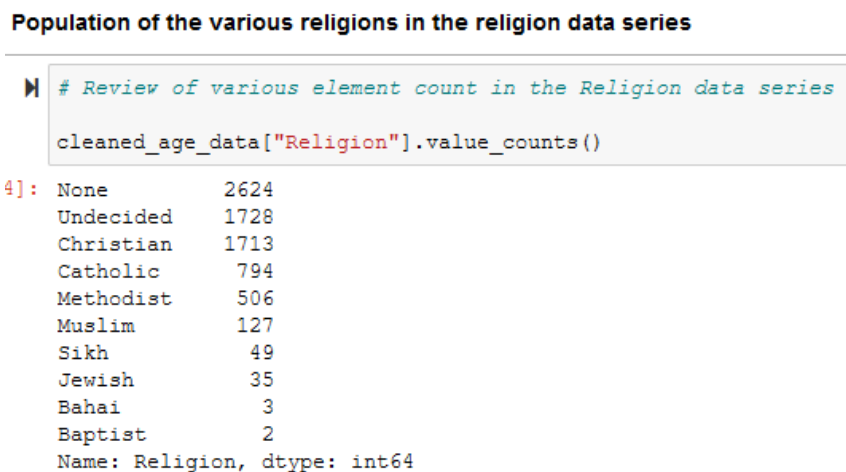 Population of the various religions in the religion data series
# Review of various element count in the Religion data series
cleaned_age_data["Religion"].value_counts()
4]: None 2624
Undecided 1728
Christian 1713
Catholic 794
Methodist 506
Muslim 127
Sikh 49
Jewish 35
Bahai 3
Baptist 2
Name: Religion, dtype: int64